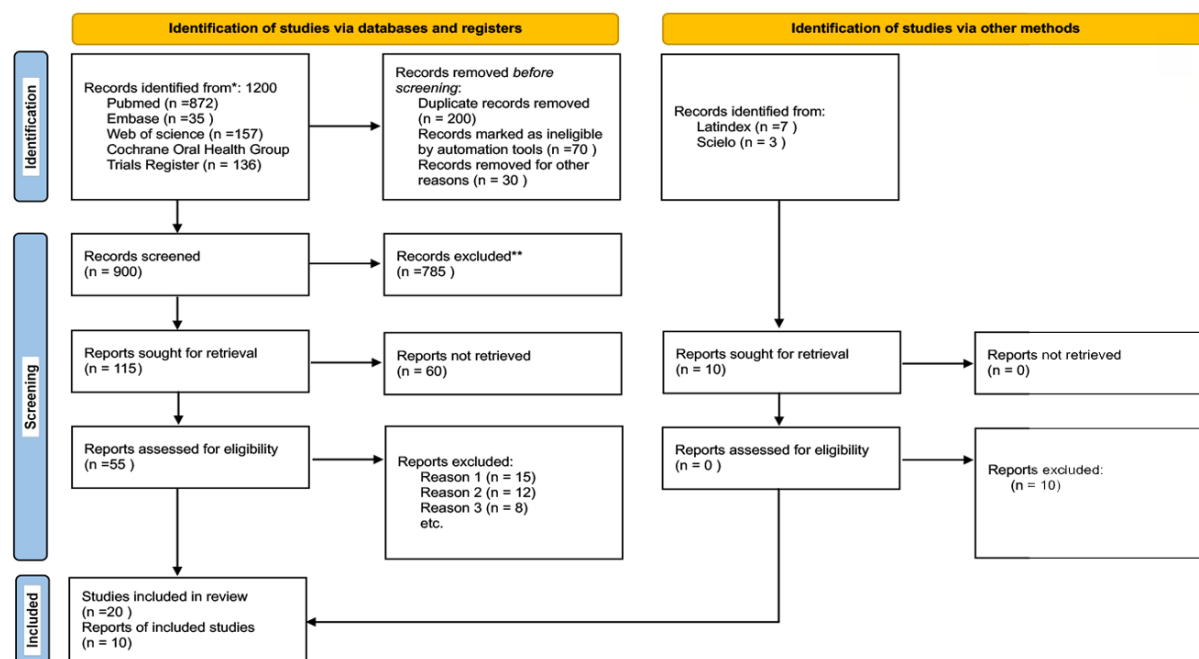 Identification of studies via databases and registers
Identification of studies via other methods
Identification
Records identified from*: 1200
Pubmed (n =872)
Embase (n =35 )
Web of science (n =157)
Cochrane Oral Health Group
Trials Register (n = 136)
Records removed before
screening:
Duplicate records removed
(n = 200)
Records marked as ineligible
by automation tools (n =70 )
Records removed for other
reasons (n = 30 )
Records identified from:
Latindex (n =7 )
Scielo (n = 3 )
Screening
Records screened
(n = 900)
Records excluded**
(n =785 )
Reports sought for retrieval
(n = 115)
Reports not retrieved
(n = 60)
Reports sought for retrieval
(n = 10)
Reports not retrieved
(n = 0)
Reports assessed for eligibility
(n =55 )
Reports excluded:
Reason 1 (n = 15)
Reason 2 (n = 12)
Reason 3 (n = 8)
etc.
Reports assessed for eligibility
(n = 0 )
Reports excluded:
(n = 10)
Included
Studies included in review
(n =20 )
Reports of included studies
(n = 10)